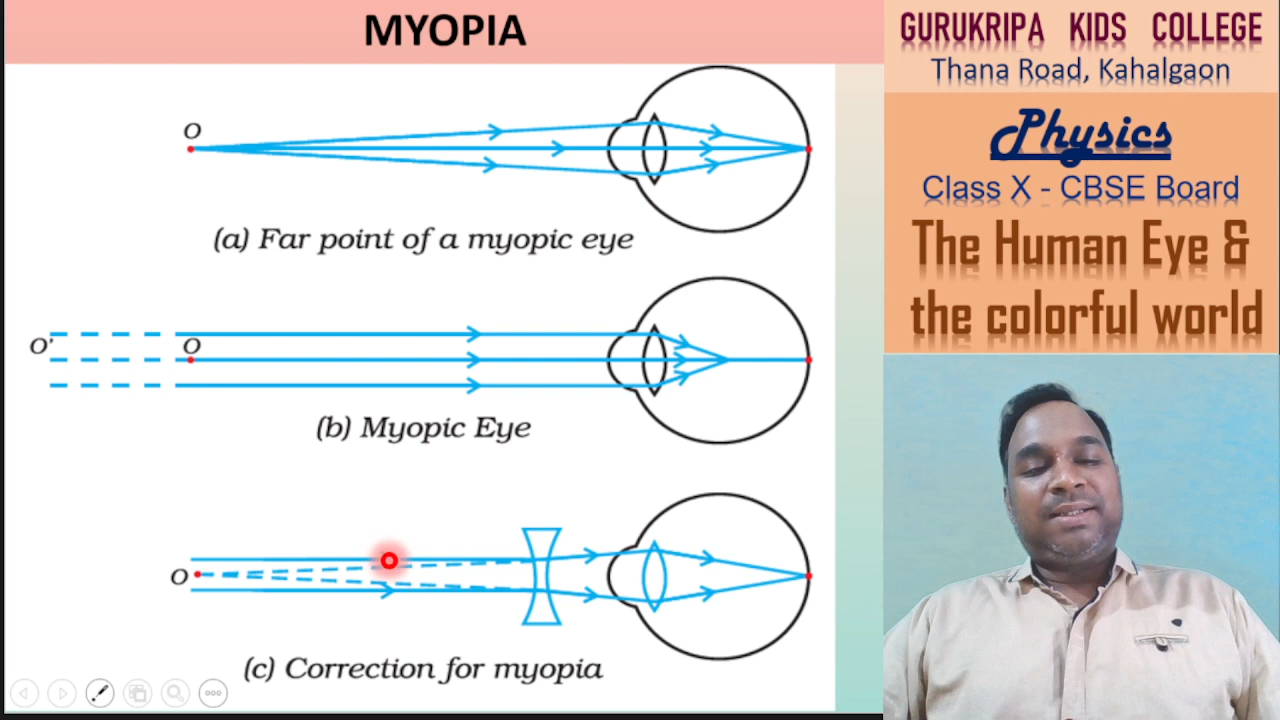 MYOPIA
O
(a) Far point of a myopic eye
O'
O
(b) Myopic Eye
O
(c) Correction for myopia
GURUKRIPA KIDS COLLEGE
Thana Road, Kahalgaon
Physics
Class X - CBSE Board
The Human Eye &
the colorful world